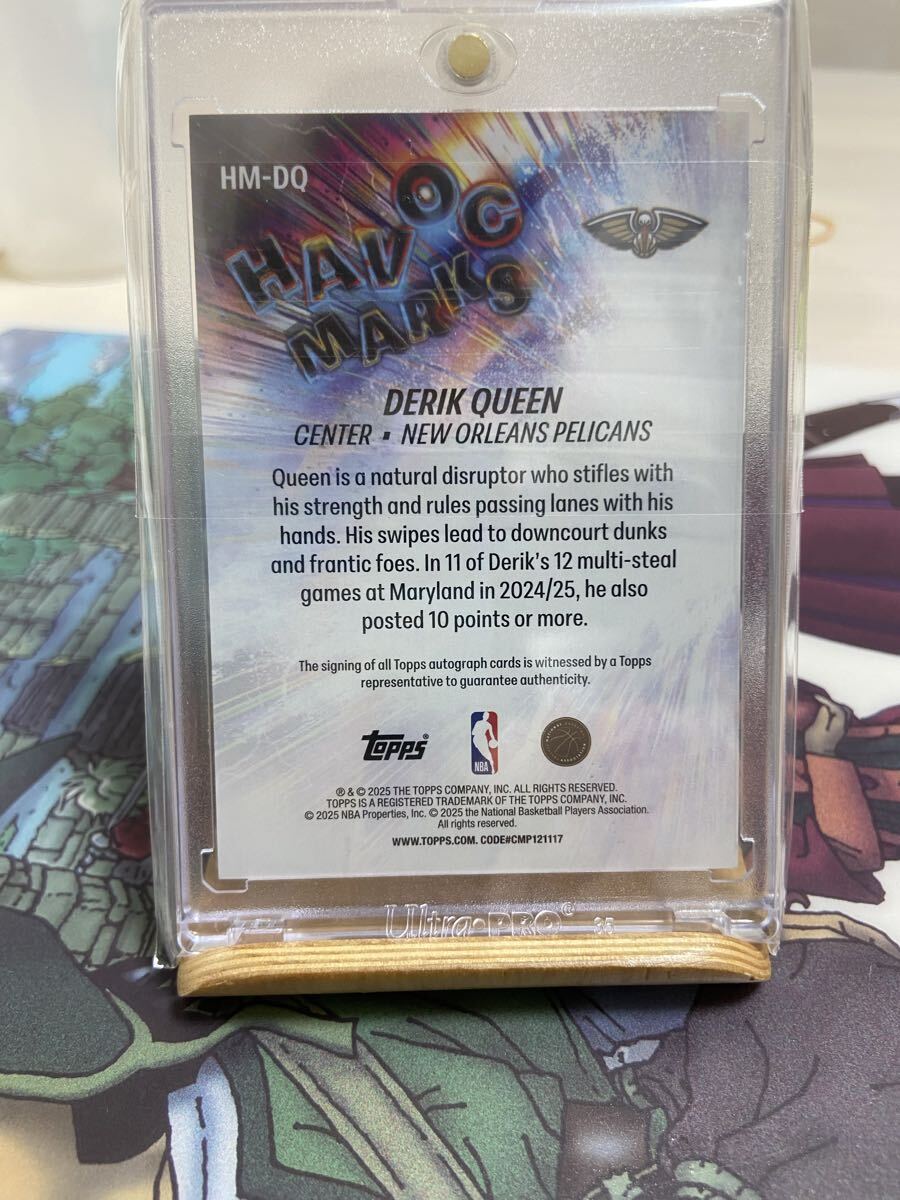 HM-DQ
HAVOC
MARKS
DERIK QUEEN
CENTER ▪ NEW ORLEANS PELICANS
Queen is a natural disruptor who stifles with
his strength and rules passing lanes with his
hands. His swipes lead to downcourt dunks
and frantic foes. In 11 of Derik's 12 multi-steal
games at Maryland in 2024/25, he also
posted 10 points or more.
The signing of all Topps autograph cards is witnessed by a Topps
representative to guarantee authenticity.
Topps®
NBA
® & © 2025 THE TOPPS COMPANY, INC. ALL RIGHTS RESERVED.
TOPPS IS A REGISTERED TRADEMARK OF THE TOPPS COMPANY, INC.
© 2025 NBA Properties, Inc. © 2025 the National Basketball Players Association.
All rights reserved.
WWW.TOPPS.COM. CODE#CMP121117
Ultra•PRO®
35